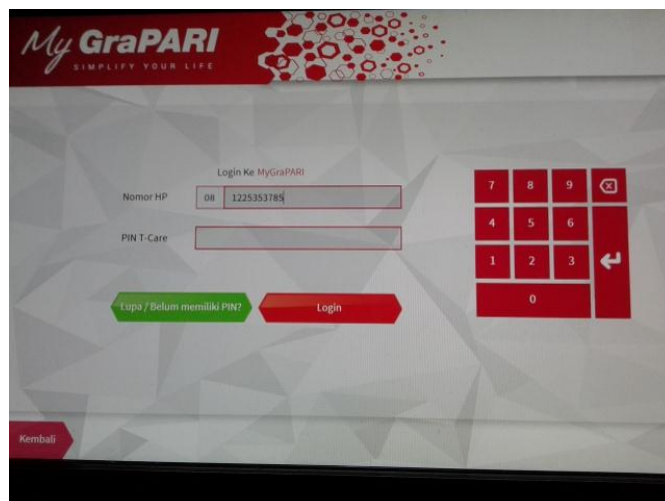 My GraPARI
SIMPLIFY YOUR LIFE
Login Ke MyGraPARI
Nomor HP 08 1225353785
PIN T-Care
7 8 9
4 5 6
1 2 3
0
Lupa / Belum memiliki PIN? Login
Kembali